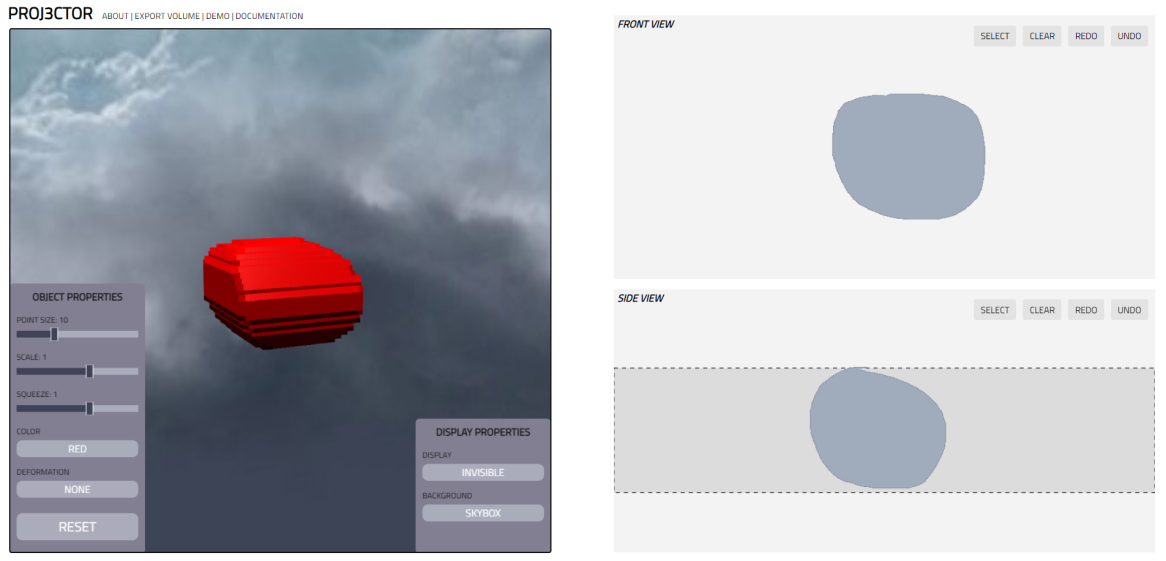 PROJ3CTOR ABOUT | EXPORT VOLUME | DEMO | DOCUMENTATION
OBJECT PROPERTIES
POINT SIZE: 10
SCALE: 1
SQUEEZE: 1
COLOR
RED
DEFORMATION
NONE
RESET
DISPLAY PROPERTIES
DISPLAY
INVISIBLE
BACKGROUND
SKYBOX
FRONT VIEW
SELECT CLEAR REDO UNDO
SIDE VIEW
SELECT CLEAR REDO UNDO